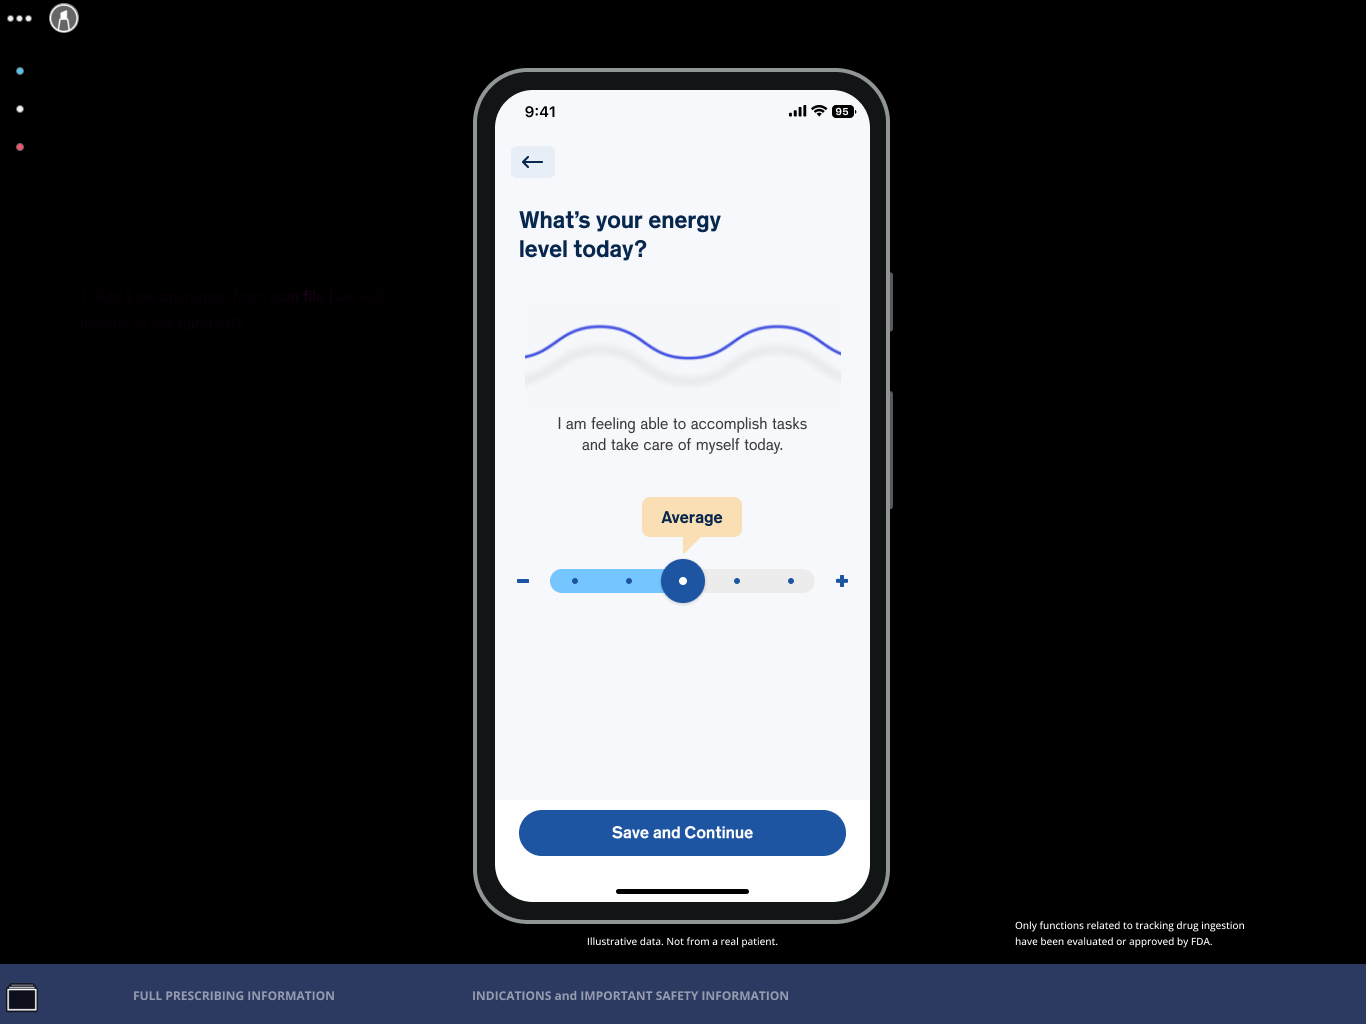 9:41
95
What's your energy
level today?
I am feeling able to accomplish tasks
and take care of myself today.
Average
Save and Continue
Illustrative data. Not from a real patient.
Only functions related to tracking drug ingestion
have been evaluated or approved by FDA.
FULL PRESCRIBING INFORMATION
INDICATIONS and IMPORTANT SAFETY INFORMATION